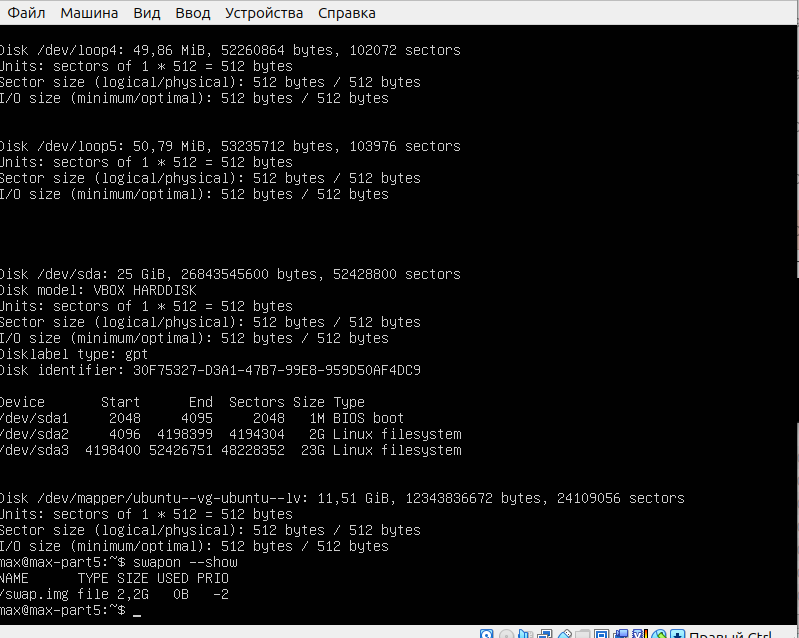 Файл Машина Вид Ввод Устройства Справка
Disk /dev/loop4: 49,86 MiB, 52260864 bytes, 102072 sectors
Units: sectors of 1 * 512 = 512 bytes
Sector size (logical/physical): 512 bytes / 512 bytes
I/O size (minimum/optimal): 512 bytes / 512 bytes
Disk /dev/loop5: 50,79 MiB, 53235712 bytes, 103976 sectors
Units: sectors of 1 * 512 = 512 bytes
Sector size (logical/physical): 512 bytes / 512 bytes
I/O size (minimum/optimal): 512 bytes / 512 bytes
Disk /dev/sda: 25 GiB, 26843545600 bytes, 52428800 sectors
Disk model: VBOX HARDDISK
Units: sectors of 1 * 512 = 512 bytes
Sector size (logical/physical): 512 bytes / 512 bytes
I/O size (minimum/optimal): 512 bytes / 512 bytes
Disklabel type: gpt
Disk identifier: 30F75327-D3A1-47B7-99E8-959D50AF4DC9
Device Start End Sectors Size Type
/dev/sda1 2048 4095 2048 1M BIOS boot
/dev/sda2 4096 4198399 4194304 2G Linux filesystem
/dev/sda3 4198400 52426751 48228352 23G Linux filesystem
Disk /dev/mapper/ubuntu--vg-ubuntu--lv: 11,51 GiB, 12343836672 bytes, 24109056 sectors
Units: sectors of 1 * 512 = 512 bytes
Sector size (logical/physical): 512 bytes / 512 bytes
I/O size (minimum/optimal): 512 bytes / 512 bytes
max@max-part5:~$ swapon --show
NAME TYPE SIZE USED PRIO
/swap.img file 2,2G 0B -2
max@max-part5:~$ _
Правый Ctrl